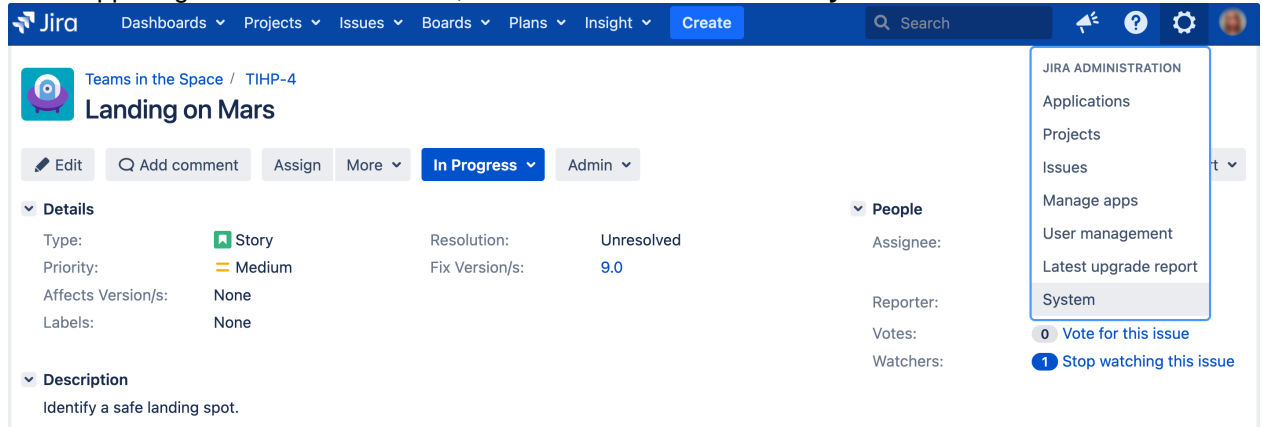 Jira Dashboards Projects Issues Boards Plans Insight Create Search
JIRA ADMINISTRATION
Applications
Projects
Issues
Manage apps
User management
Latest upgrade report
System
Teams in the Space / TIHP-4
Landing on Mars
Edit Add comment Assign More In Progress Admin
Details
Type: Story
Priority: Medium
Affects Version/s: None
Labels: None
Resolution: Unresolved
Fix Version/s: 9.0
People
Assignee:
Reporter:
Votes: 0 Vote for this issue
Watchers: 1 Stop watching this issue
Description
Identify a safe landing spot.